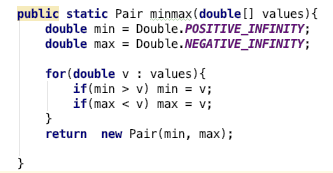 public static Pair minmax(double[] values){
    double min = Double.POSITIVE_INFINITY;
    double max = Double.NEGATIVE_INFINITY;

    for(double v : values){
        if(min > v) min = v;
        if(max < v) max = v;
    }
    return  new Pair(min, max);

}